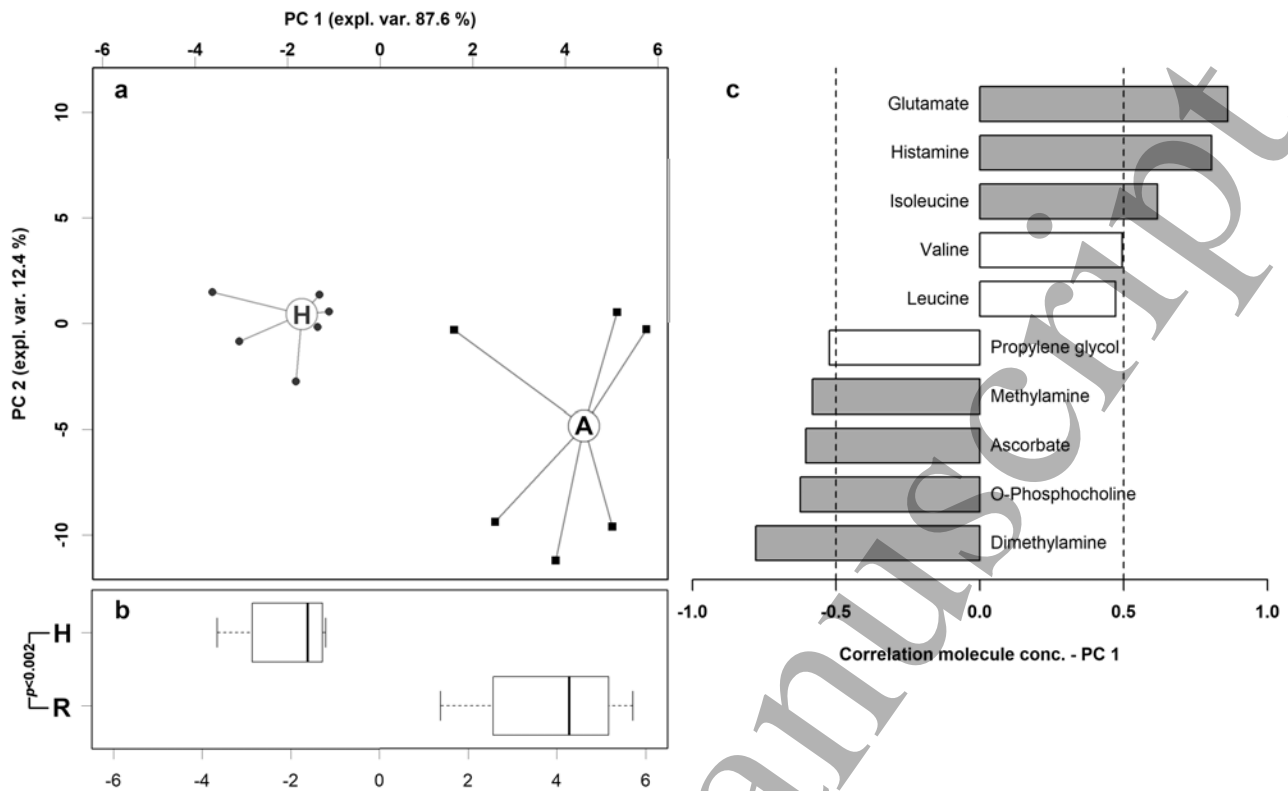 PC 1 (expl. var. 87.6 %)
-6 -4 -2 0 2 4 6
a
PC 2 (expl. var. 12.4 %)
10
5
0
-5
-10
H
A
b
H
R
p<0.002
-6 -4 -2 0 2 4 6
c
Glutamate
Histamine
Isoleucine
Valine
Leucine
Propylene glycol
Methylamine
Ascorbate
O-Phosphocholine
Dimethylamine
-1.0 -0.5 0.0 0.5 1.0
Correlation molecule conc. - PC 1
anuscript